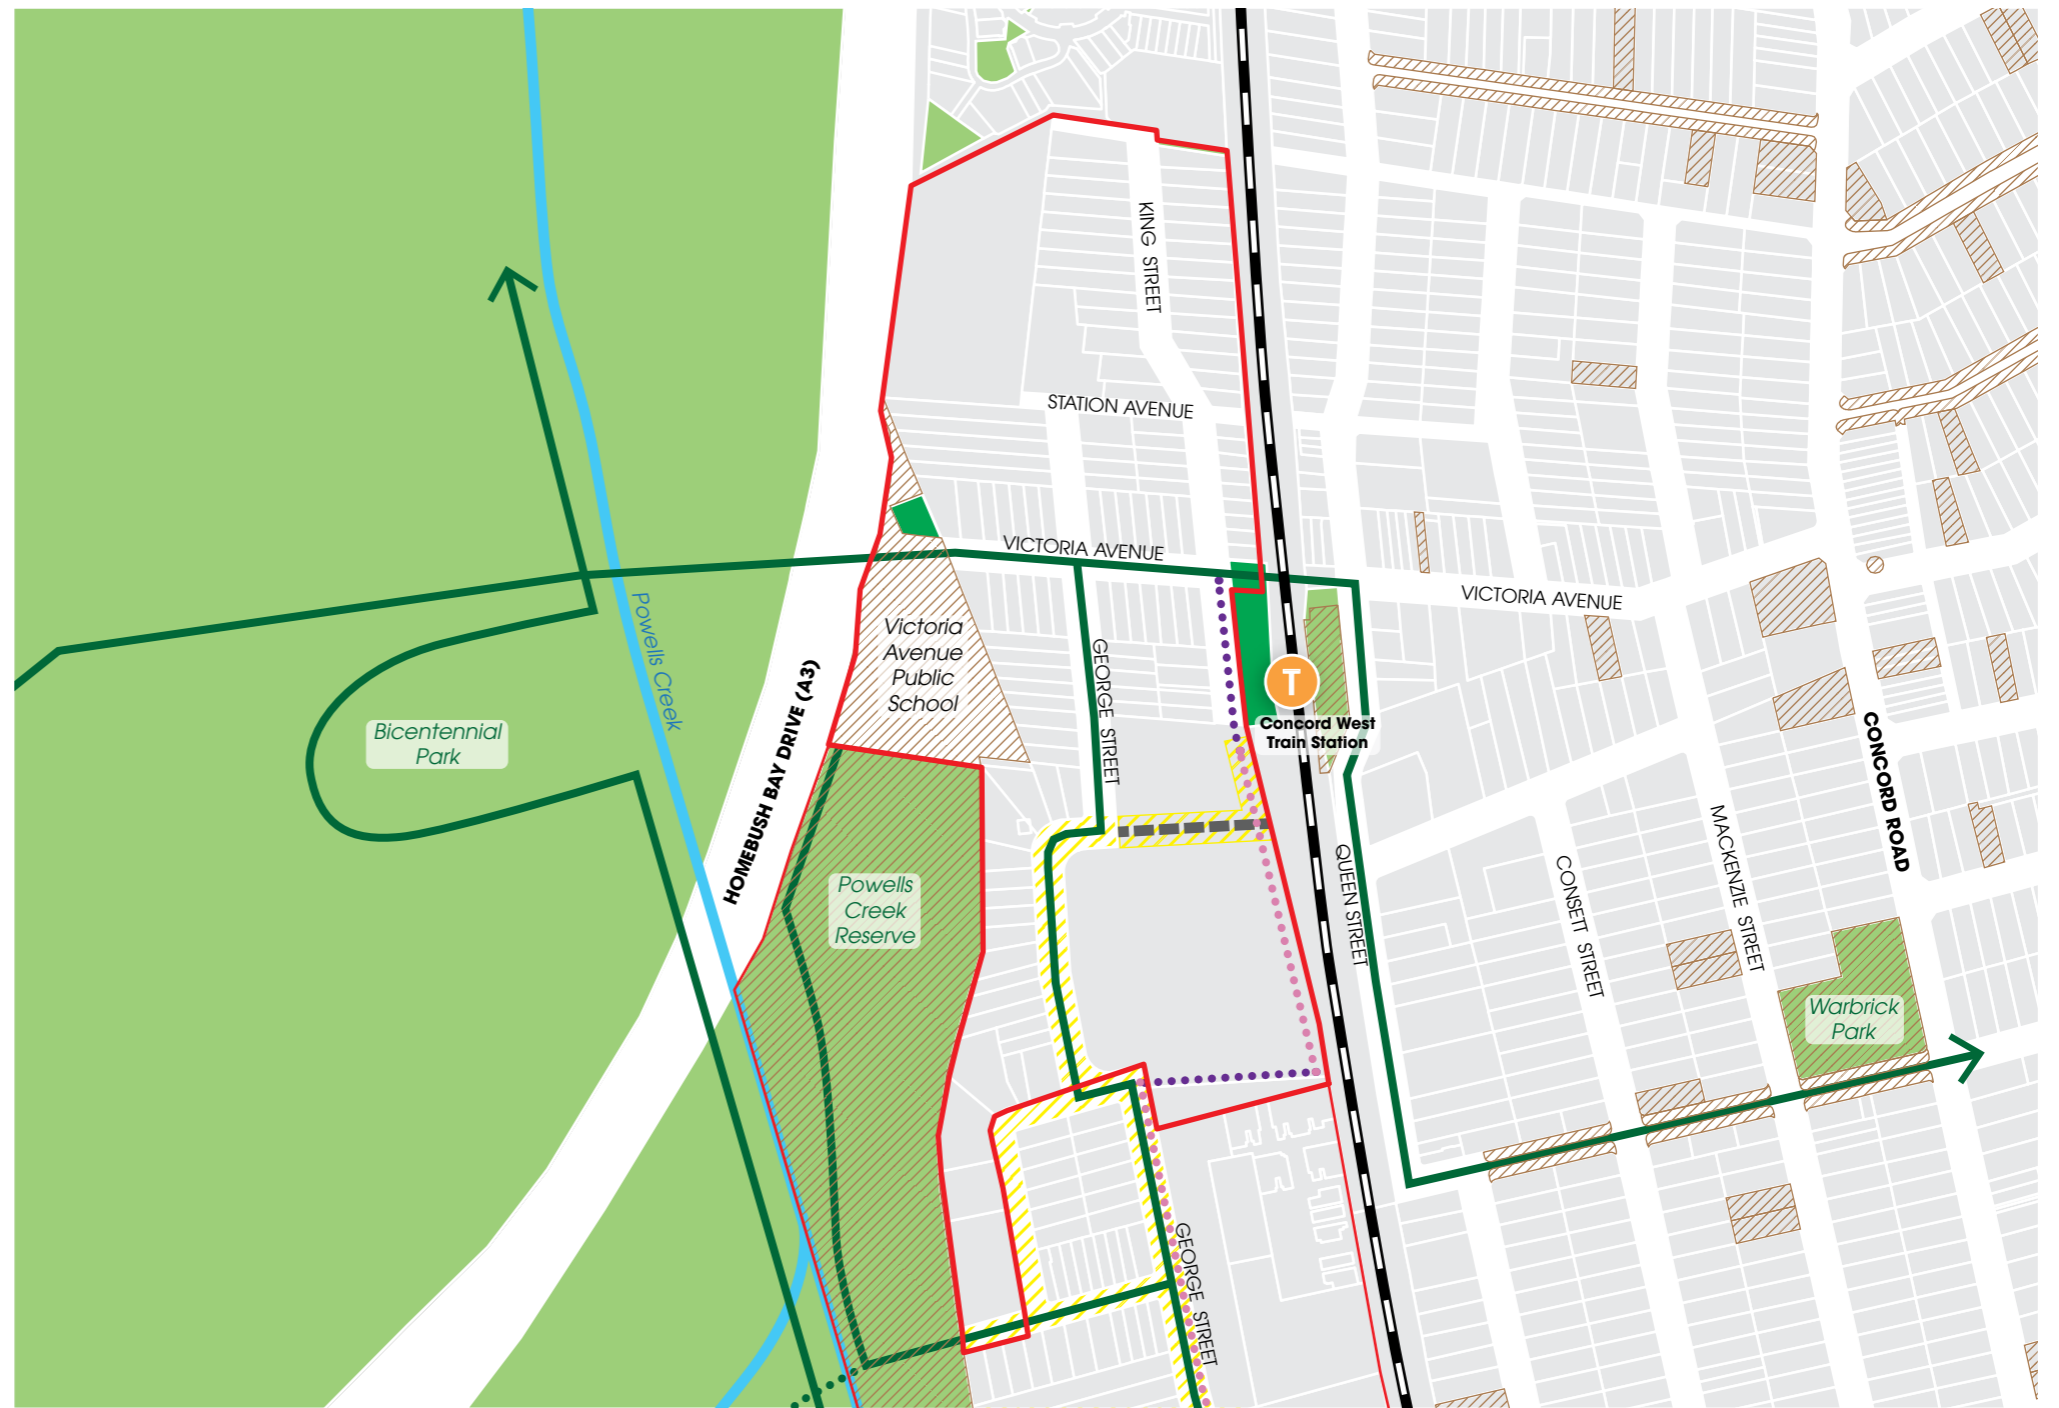 KING STREET
STATION AVENUE
VICTORIA AVENUE
VICTORIA AVENUE
Powells Creek
Victoria
Avenue
Public
School
GEORGE STREET
T
Concord West
Train Station
Bicentennial
Park
HOMEBUSH BAY DRIVE (A3)
CONCORD ROAD
Powells
Creek
Reserve
QUEEN STREET
CONSETT STREET
MACKENZIE STREET
Warbrick
Park
GEORGE STREET